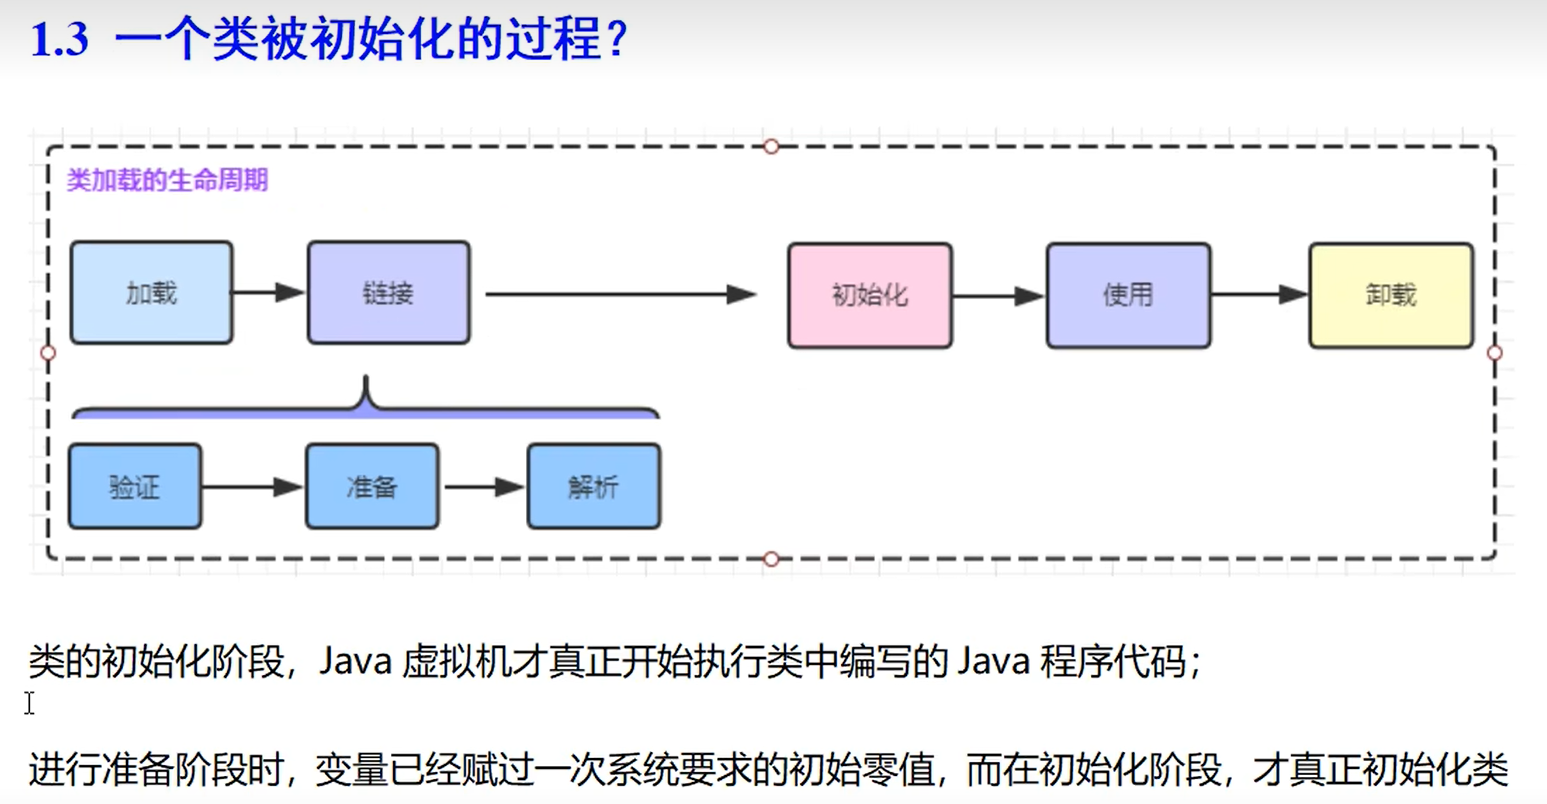 1.3 一个类被初始化的过程？
类加载的生命周期
加载
链接
初始化
使用
卸载
验证
准备
解析
类的初始化阶段，Java 虚拟机才真正开始执行类中编写的 Java 程序代码；
进行准备阶段时，变量已经赋过一次系统要求的初始零值，而在初始化阶段，才真正初始化类